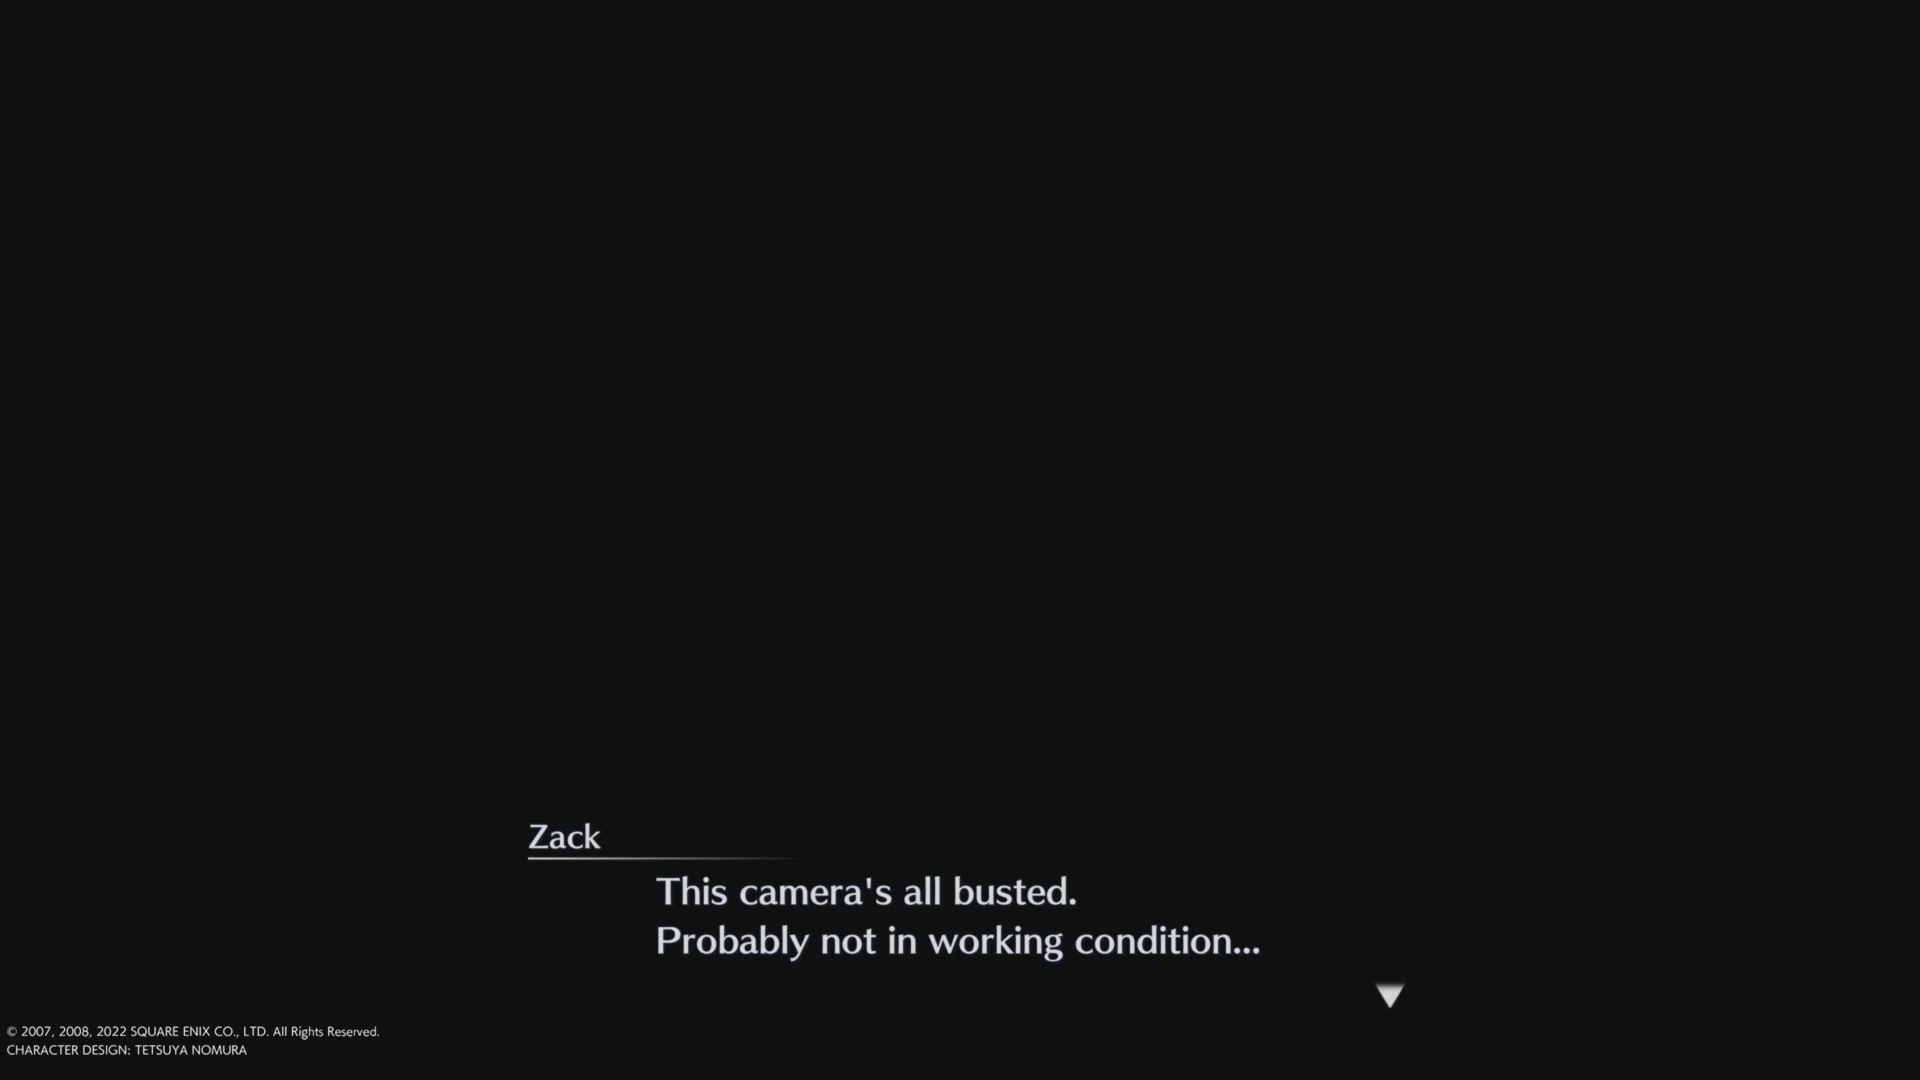 Zack
This camera's all busted.
Probably not in working condition...
© 2007, 2008, 2022 SQUARE ENIX CO., LTD. All Rights Reserved.
CHARACTER DESIGN: TETSUYA NOMURA